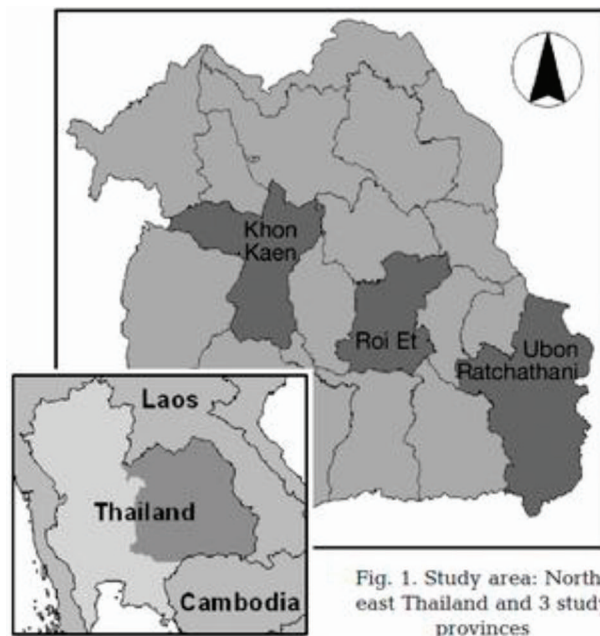 Khon
Kaen
Roi Et
Ubon
Ratchathani
Laos
Thailand
Cambodia
Fig. 1. Study area: North
east Thailand and 3 study
provinces